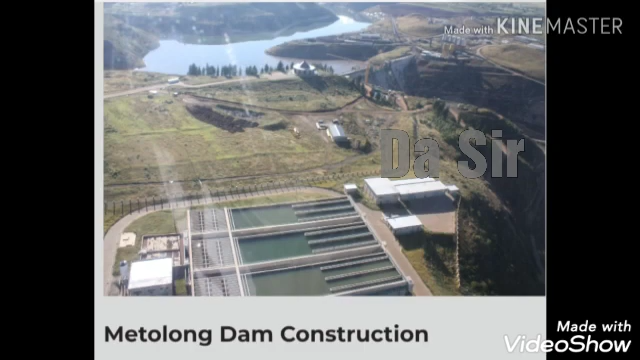 Made with KINEMASTER
Da Sir
Metolong Dam Construction
Made with
VideoShow